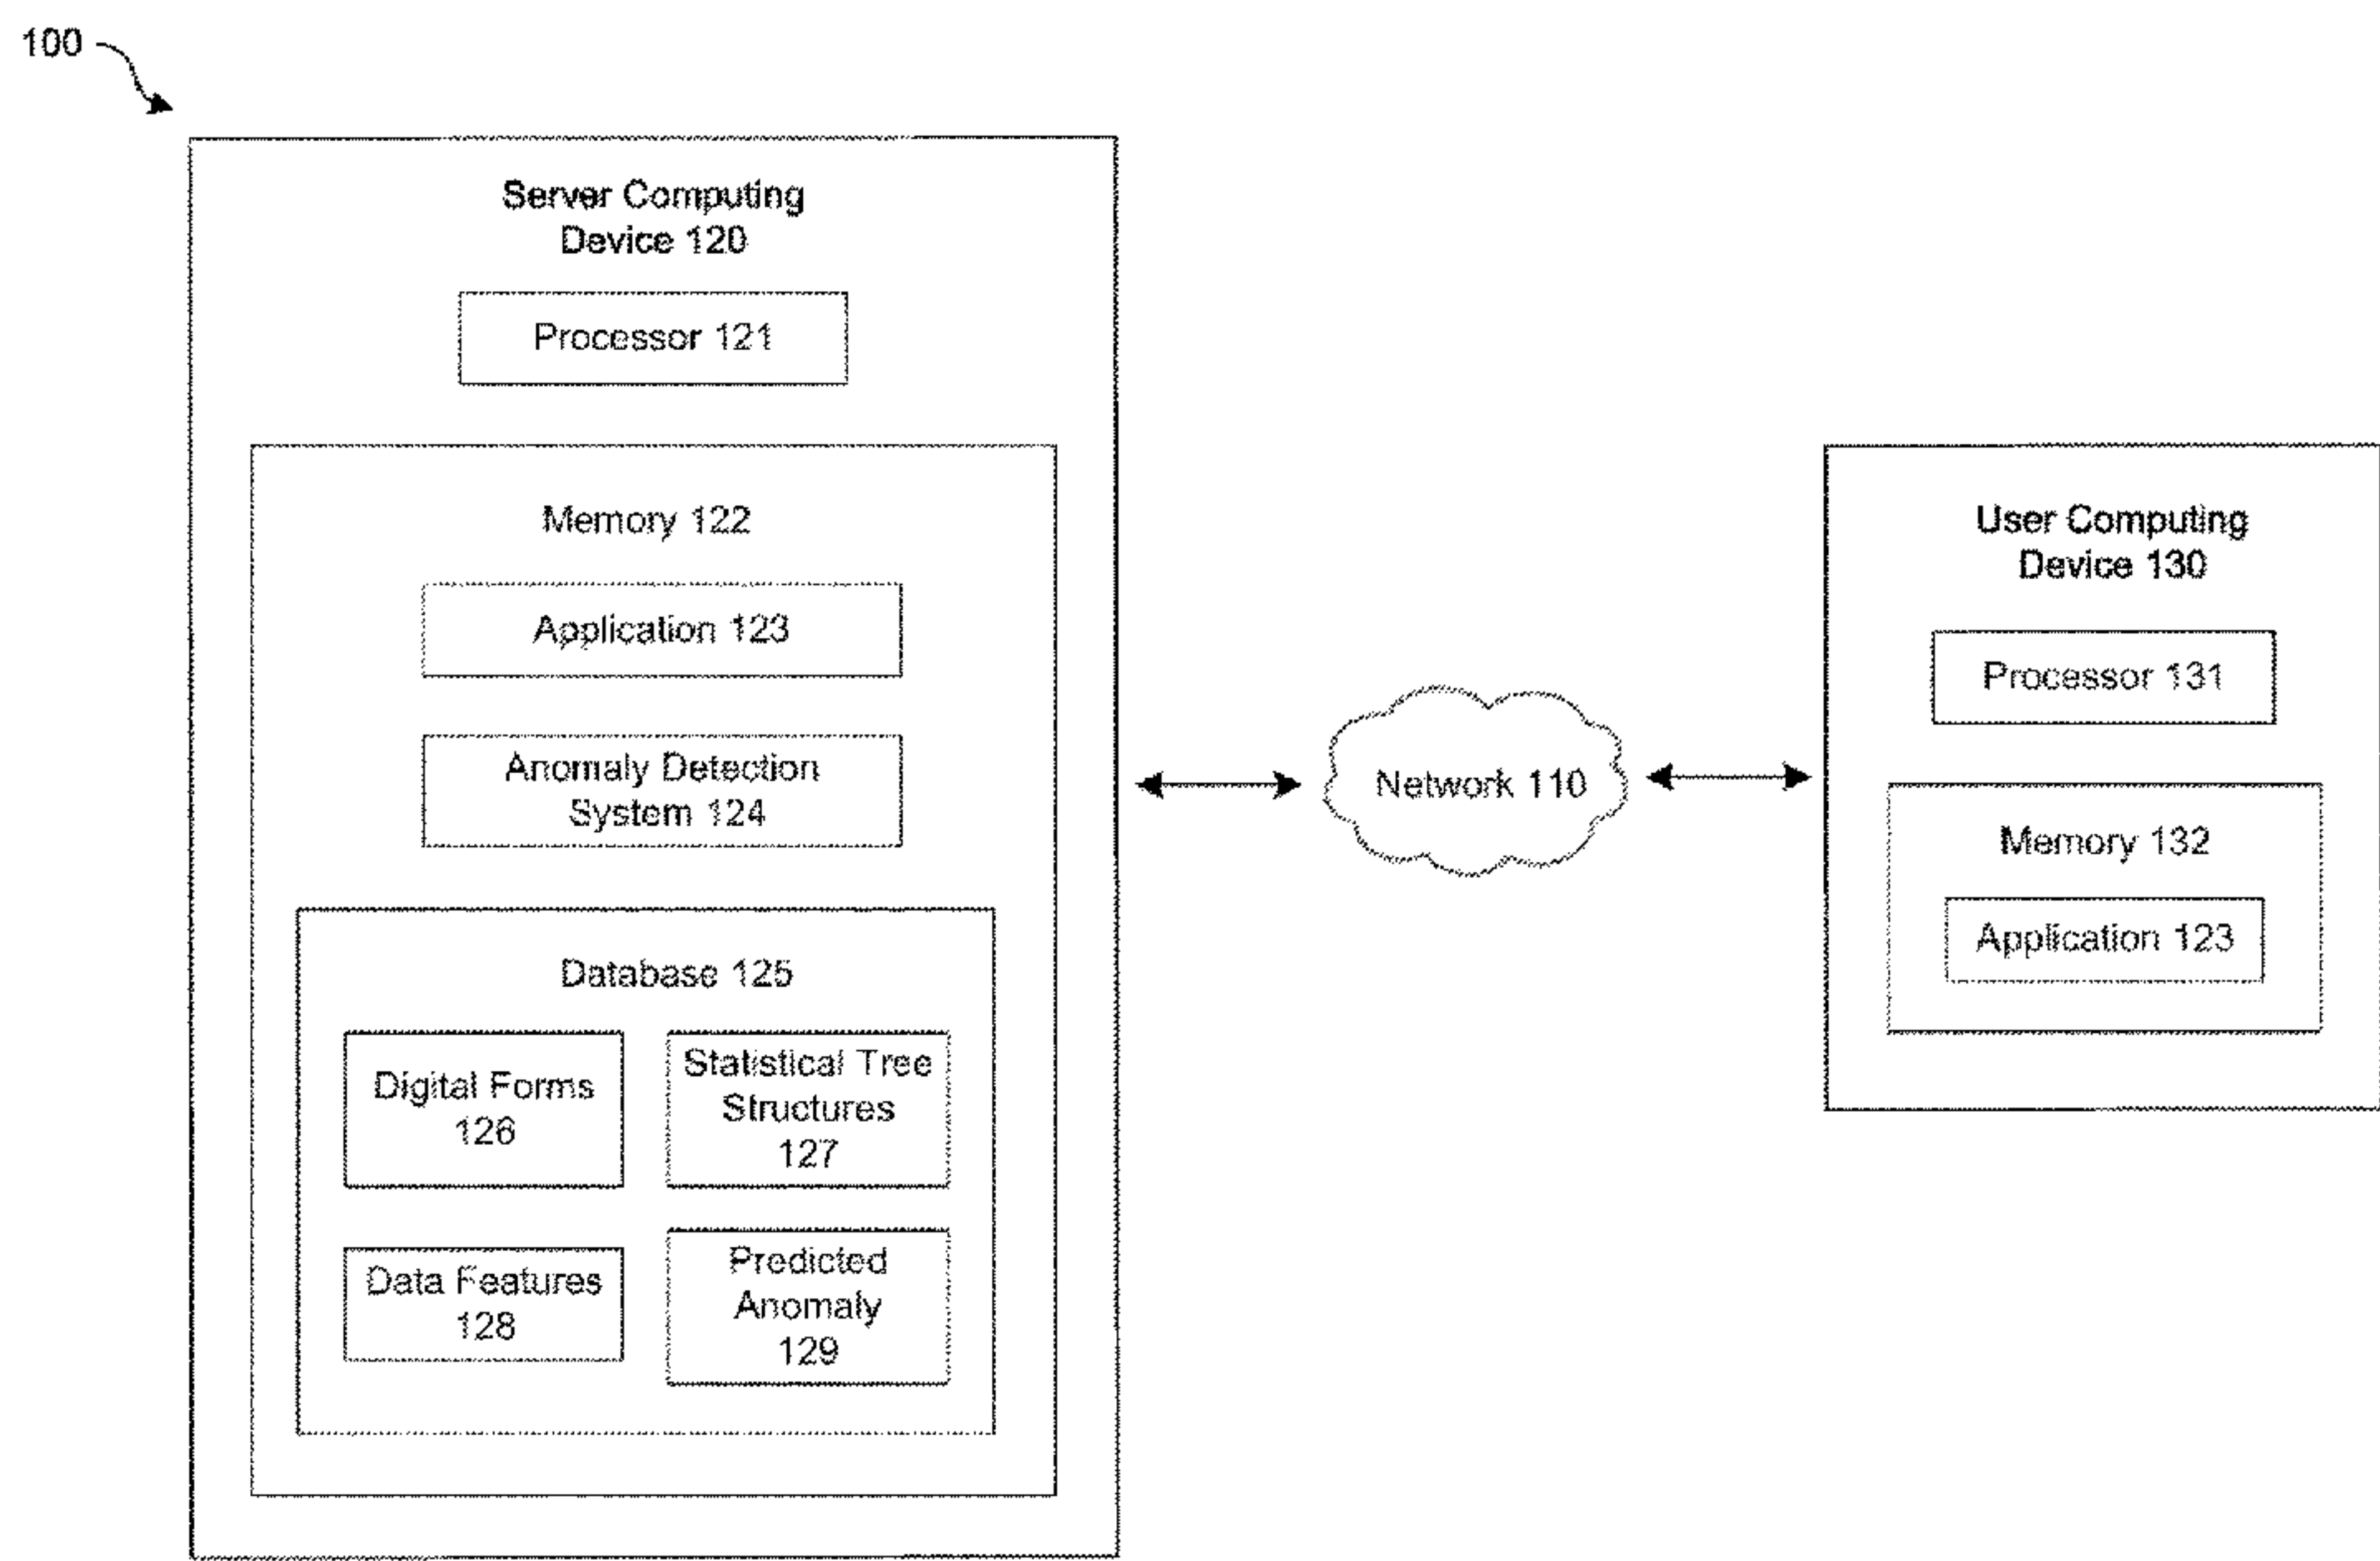 100
Server Computing
Device 120
Processor 121
Memory 122
Application 123
Anomaly Detection
System 124
Database 125
Digital Forms
126
Statistical Tree
Structures
127
Data Features
128
Predicted
Anomaly
129
Network 110
User Computing
Device 130
Processor 131
Memory 132
Application 123